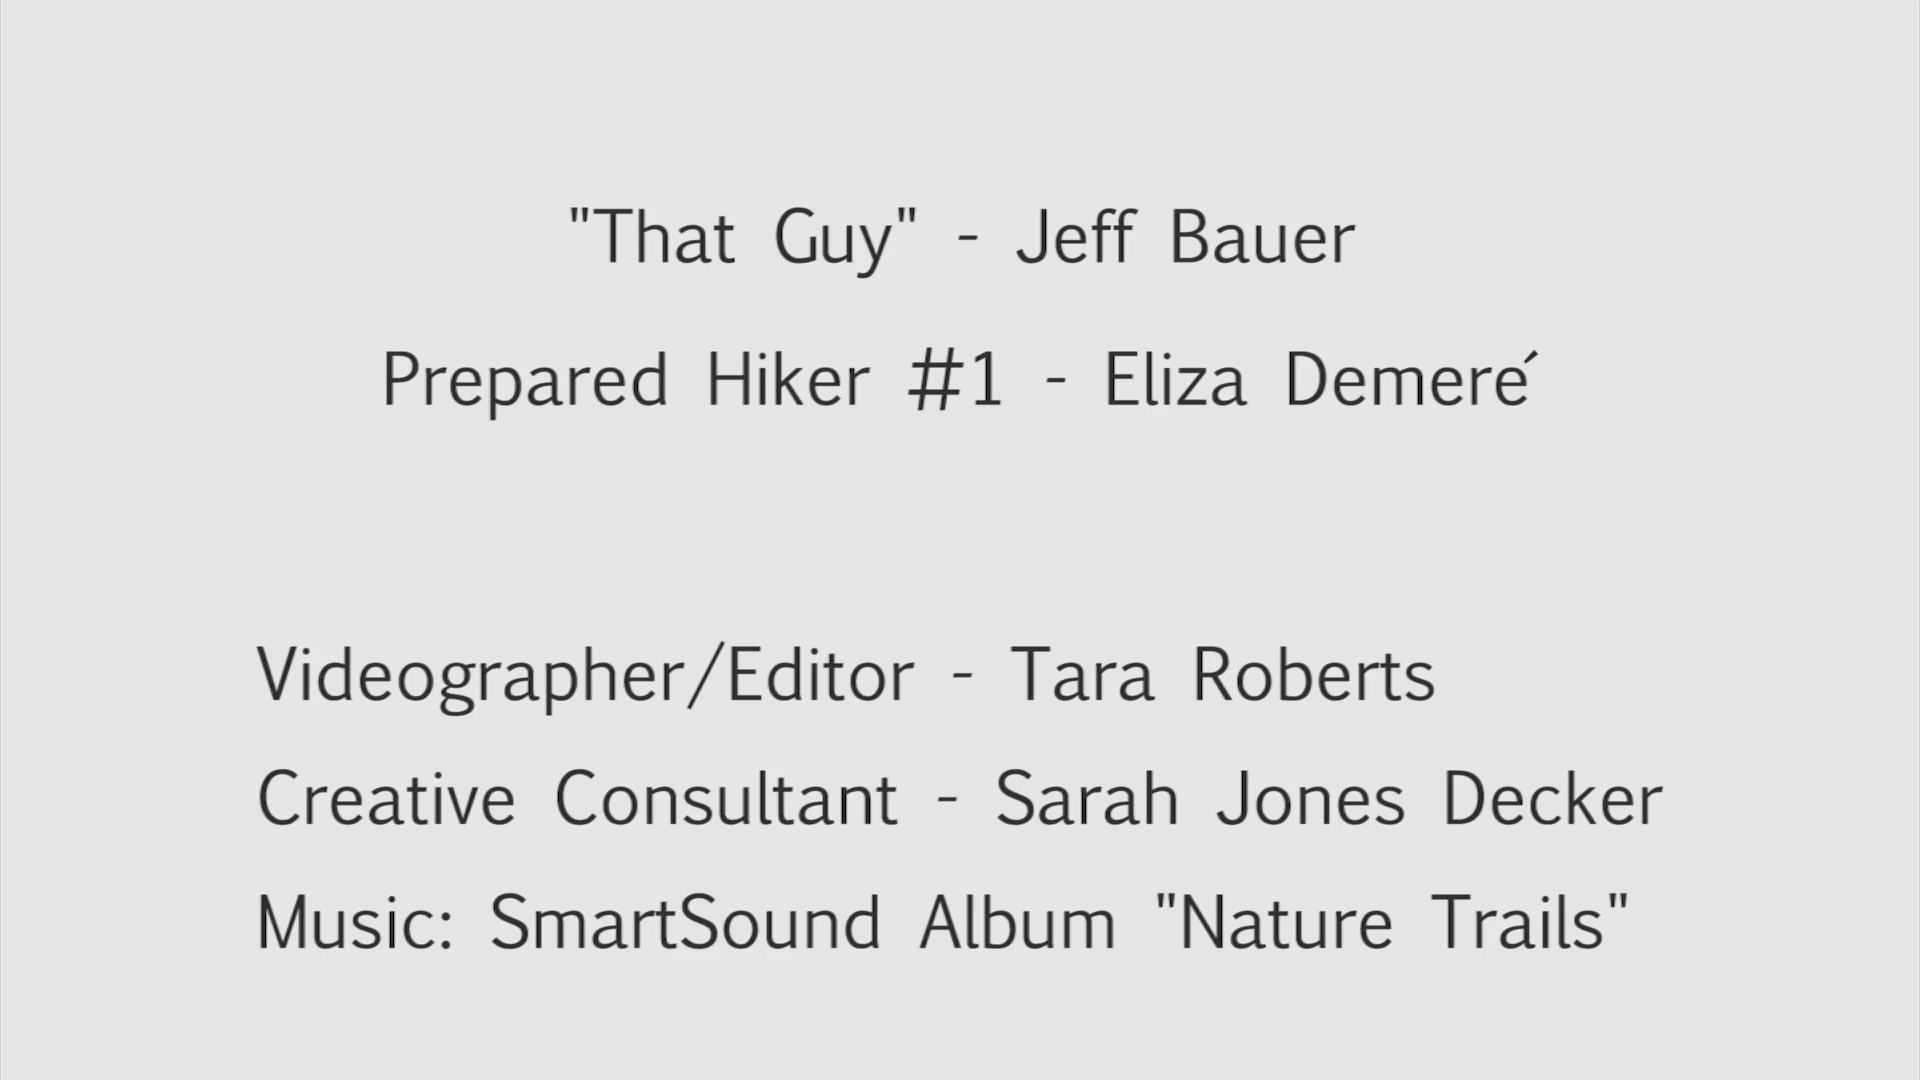 "That Guy" - Jeff Bauer
Prepared Hiker #1 - Eliza Demeré
Videographer/Editor - Tara Roberts
Creative Consultant - Sarah Jones Decker
Music: SmartSound Album "Nature Trails"